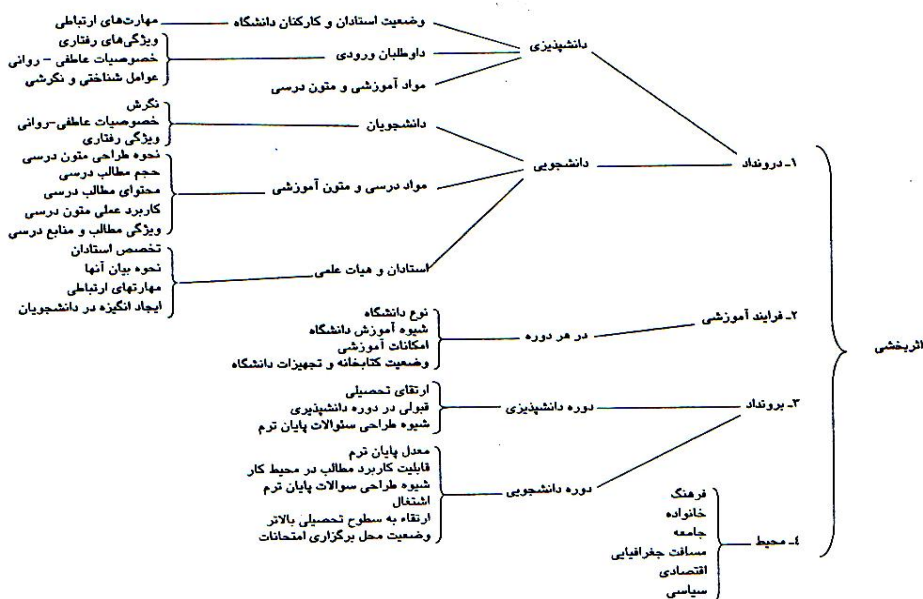 اثربخشی
۱ـ درونداد
دانشپذیزی
وضعیت استادان و کارکنان دانشگاه
مهارت‌های ارتباطی
داوطلبان ورودی
ویژگی‌های رفتاری
خصوصیات عاطفی – روانی
عوامل شناختی و نگرشی
مواد آموزشی و متون درسی
دانشجویی
دانشجویان
نگرش
خصوصیات عاطفی–روانی
ویژگی رفتاری
مواد درسی و متون آموزشی
نحوه طراحی متون درسی
حجم مطالب درسی
محتوای مطالب درسی
کاربرد عملی متون درسی
ویژگی مطالب و منابع درسی
استادان و هیات علمی
تخصص استادان
نحوه بیان آنها
مهارتهای ارتباطی
ایجاد انگیزه در دانشجویان
۲ـ فرایند آموزشی
در هر دوره
نوع دانشگاه
شیوه آموزش دانشگاه
امکانات آموزشی
وضعیت کتابخانه و تجهیزات دانشگاه
۳ـ برونداد
دوره دانشپذیزی
ارتقای تحصیلی
قبولی در دوره دانشپذیری
شیوه طراحی سئوالات پایان ترم
دوره دانشجویی
معدل پایان ترم
قابلیت کاربرد مطالب در محیط کار
شیوه طراحی سوالات پایان ترم
اشتغال
ارتقاء به سطوح تحصیلی بالاتر
وضعیت محل برگزاری امتحانات
٤ـ محیط
فرهنگ
خانواده
جامعه
مسافت جغرافیایی
اقتصادی
سیاسی